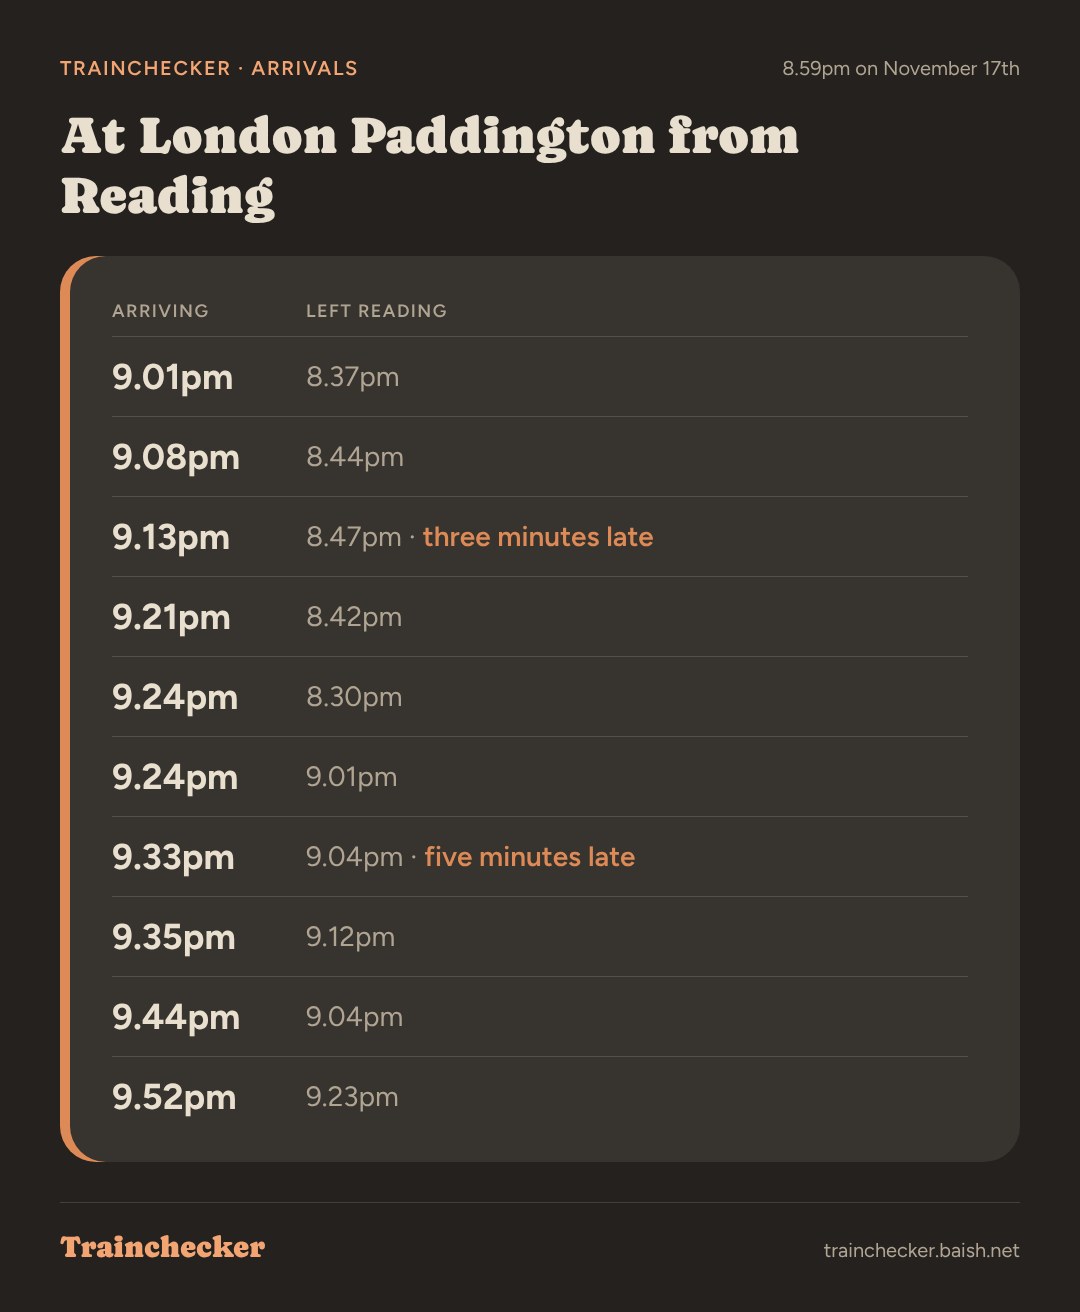 TRAINCHECKER · ARRIVALS
8.59pm on November 17th
At London Paddington from
Reading
ARRIVING LEFT READING
9.01pm 8.37pm
9.08pm 8.44pm
9.13pm 8.47pm · three minutes late
9.21pm 8.42pm
9.24pm 8.30pm
9.24pm 9.01pm
9.33pm 9.04pm · five minutes late
9.35pm 9.12pm
9.44pm 9.04pm
9.52pm 9.23pm
Trainchecker
trainchecker.baish.net